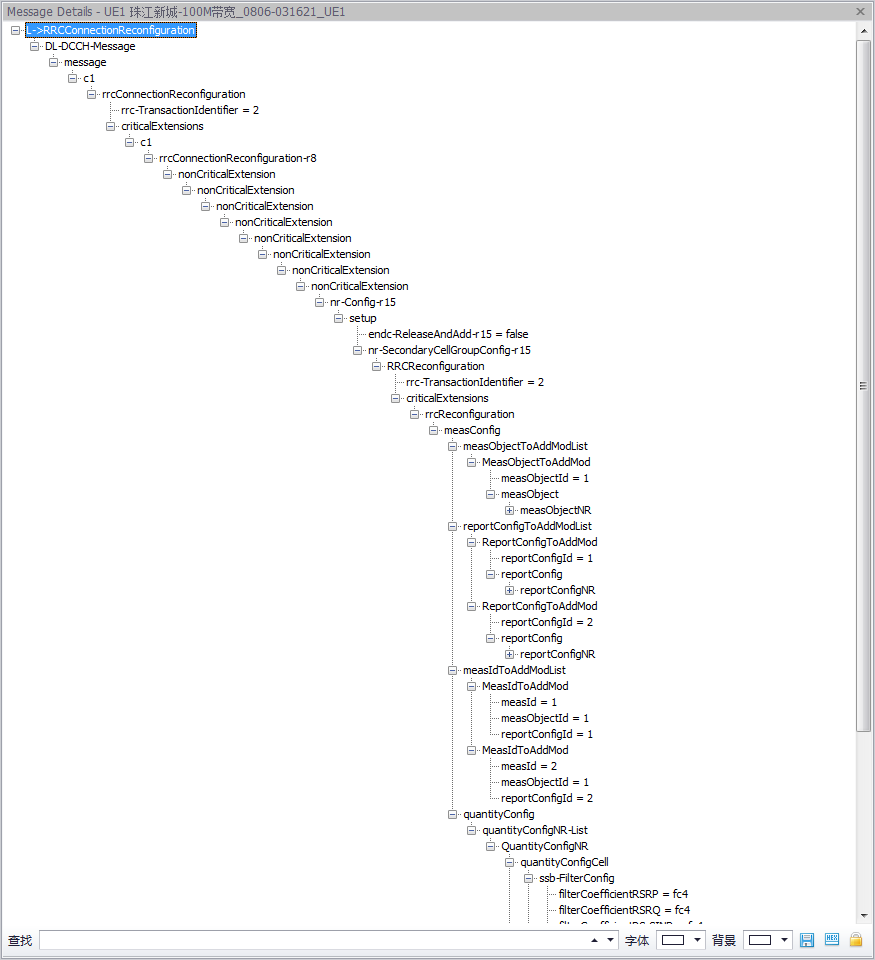 Message Details - UE1 珠江新城-100M带宽_0806-031621_UE1
L->RRCConnectionReconfiguration
DL-DCCH-Message
message
c1
rrcConnectionReconfiguration
rrc-TransactionIdentifier = 2
criticalExtensions
c1
rrcConnectionReconfiguration-r8
nonCriticalExtension
nonCriticalExtension
nonCriticalExtension
nonCriticalExtension
nonCriticalExtension
nonCriticalExtension
nonCriticalExtension
nonCriticalExtension
nr-Config-r15
setup
endc-ReleaseAndAdd-r15 = false
nr-SecondaryCellGroupConfig-r15
RRCReconfiguration
rrc-TransactionIdentifier = 2
criticalExtensions
rrcReconfiguration
measConfig
measObjectToAddModList
MeasObjectToAddMod
measObjectId = 1
measObject
measObjectNR
reportConfigToAddModList
ReportConfigToAddMod
reportConfigId = 1
reportConfig
reportConfigNR
ReportConfigToAddMod
reportConfigId = 2
reportConfig
reportConfigNR
measIdToAddModList
MeasIdToAddMod
measId = 1
measObjectId = 1
reportConfigId = 1
MeasIdToAddMod
measId = 2
measObjectId = 1
reportConfigId = 2
quantityConfig
quantityConfigNR-List
QuantityConfigNR
quantityConfigCell
ssb-FilterConfig
filterCoefficientRSRP = fc4
filterCoefficientRSRQ = fc4
查找 字体 背景 HEX